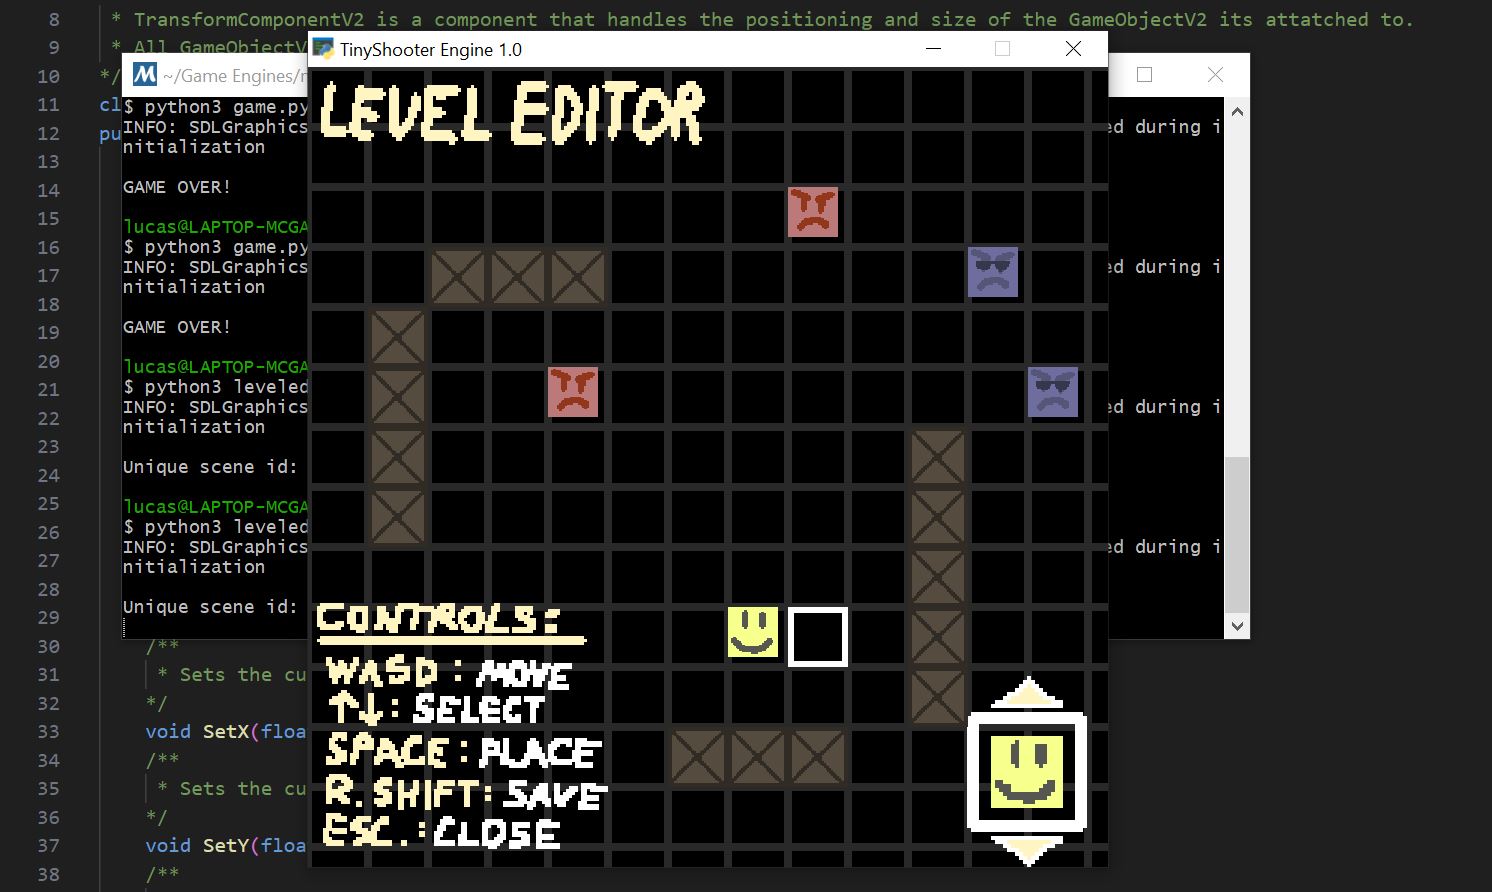 8 * TransformComponentV2 is a component that handles the positioning and size of the GameObjectV2 its attatched to.
9 * All GameObjectV
10 */
11 cl
12 pu
13
14
15
16
17
18
19
20
21
22
23
24
25
26
27
28
29
30 /**
31 * Sets the cu
32 */
33 void SetX(floa
34 /**
35 * Sets the cu
36 */
37 void SetY(floa
38 /**
~/Game Engines/
$ python3 game.py
INFO: SDLGraphics
ed during i
nitialization
GAME OVER!
lucas@LAPTOP-MCGA
$ python3 game.py
INFO: SDLGraphics
ed during i
nitialization
GAME OVER!
lucas@LAPTOP-MCGA
$ python3 leveled
INFO: SDLGraphics
ed during i
nitialization
Unique scene id:
lucas@LAPTOP-MCGA
$ python3 leveled
INFO: SDLGraphics
ed during i
nitialization
Unique scene id:
TinyShooter Engine 1.0
LEVEL EDITOR
CONTROLS:
WASD: MOVE
↑↓: SELECT
SPACE: PLACE
R.SHIFT: SAVE
ESC.: CLOSE